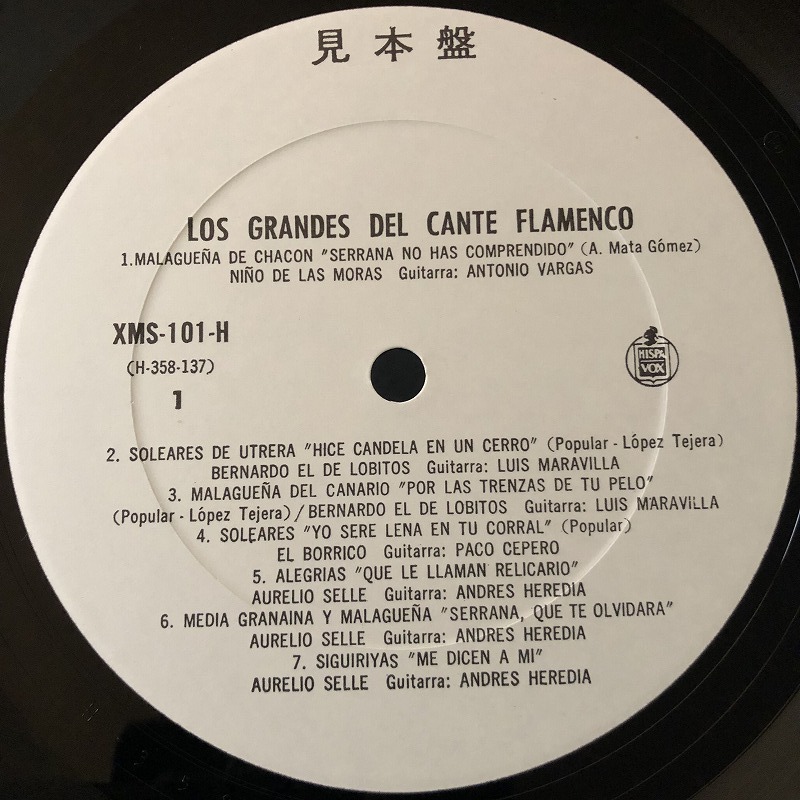 見本盤
LOS GRANDES DEL CANTE FLAMENCO
1.MALAGUEÑA DE CHACON "SERRANA NO HAS COMPRENDIDO" (A. Mata Gómez)
NIÑO DE LAS MORAS Guitarra: ANTONIO VARGAS
XMS-101-H
(H-358-137)
1
HISPA
VOX
2. SOLEARES DE UTRERA "HICE CANDELA EN UN CERRO" (Popular - López Tejera)
BERNARDO EL DE LOBITOS Guitarra: LUIS MARAVILLA
3. MALAGUEÑA DEL CANARIO "POR LAS TRENZAS DE TU PELO"
(Popular - López Tejera)/BERNARDO EL DE LOBITOS Guitarra: LUIS MARAVILLA
4. SOLEARES "YO SERE LENA EN TU CORRAL" (Popular)
EL BORRICO Guitarra: PACO CEPERO
5. ALEGRIAS "QUE LE LLAMAN RELICARIO"
AURELIO SELLE Guitarra: ANDRES HEREDIA
6. MEDIA GRANAINA Y MALAGUEÑA "SERRANA, QUE TE OLVIDARA"
AURELIO SELLE Guitarra: ANDRES HEREDIA
7. SIGUIRIYAS "ME DICEN A MI"
AURELIO SELLE Guitarra: ANDRES HEREDIA